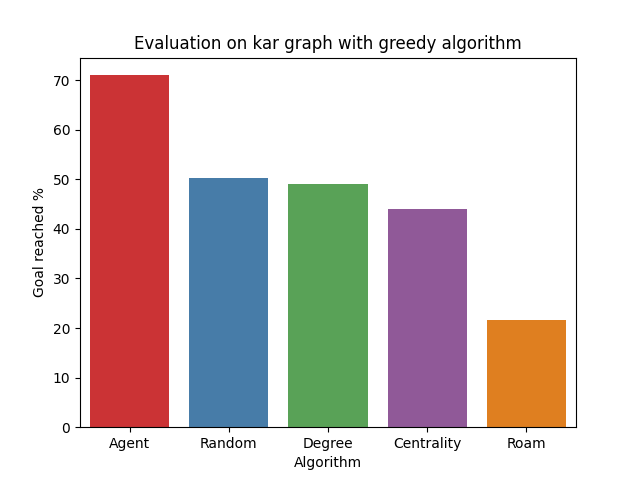 Evaluation on kar graph with greedy algorithm
Goal reached %
70
60
50
40
30
20
10
0
Agent Random Degree Centrality Roam
Algorithm